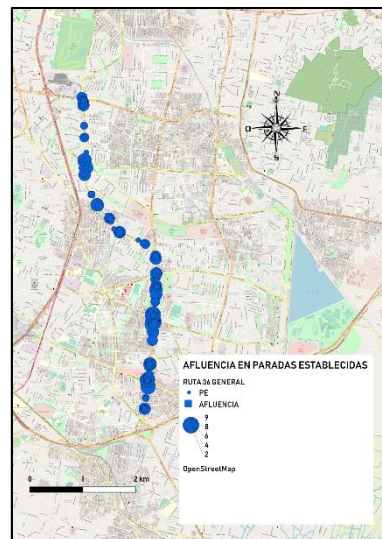 N
O
E
S
AFLUENCIA EN PARADAS ESTABLECIDAS
RUTA 36 GENERAL
PE
AFLUENCIA
9
8
6
4
2
OpenStreetMap
0 1 2 km